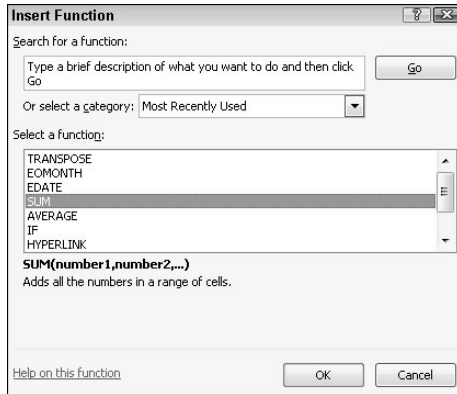 Insert Function
Search for a function:
Type a brief description of what you want to do and then click
Go
Go
Or select a category: Most Recently Used
Select a function:
TRANSPOSE
EOMONTH
EDATE
SUM
AVERAGE
IF
HYPERLINK
SUM(number1,number2,...)
Adds all the numbers in a range of cells.
Help on this function
OK
Cancel